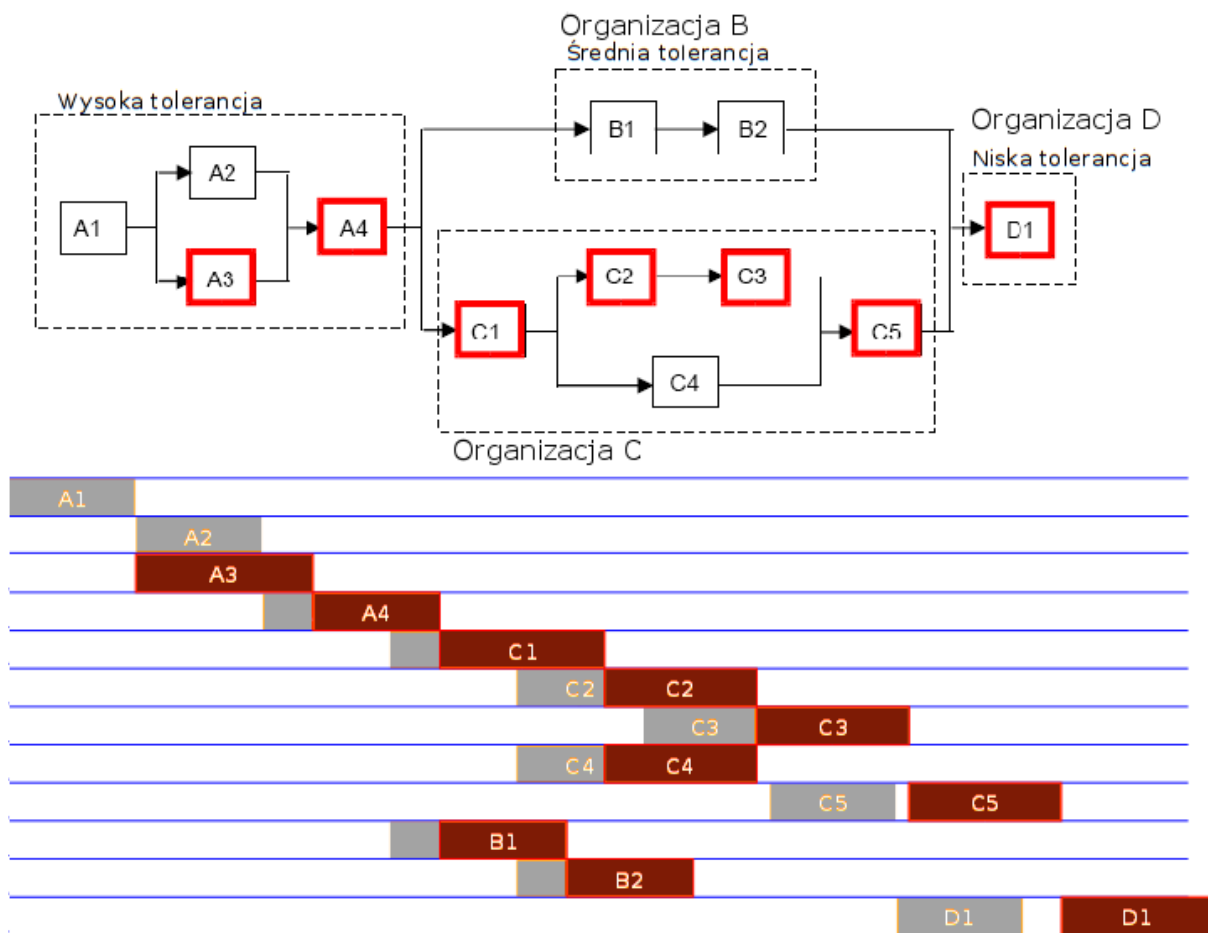 Organizacja B
Średnia tolerancja
Wysoka tolerancja
B1
B2
Organizacja D
Niska tolerancja
A2
A1
A4
D1
A3
C2
C3
C1
C5
C4
Organizacja C
A1
A2
A3
A4
C1
C2 C2
C3 C3
C4 C4
C5 C5
B1
B2
D1 D1